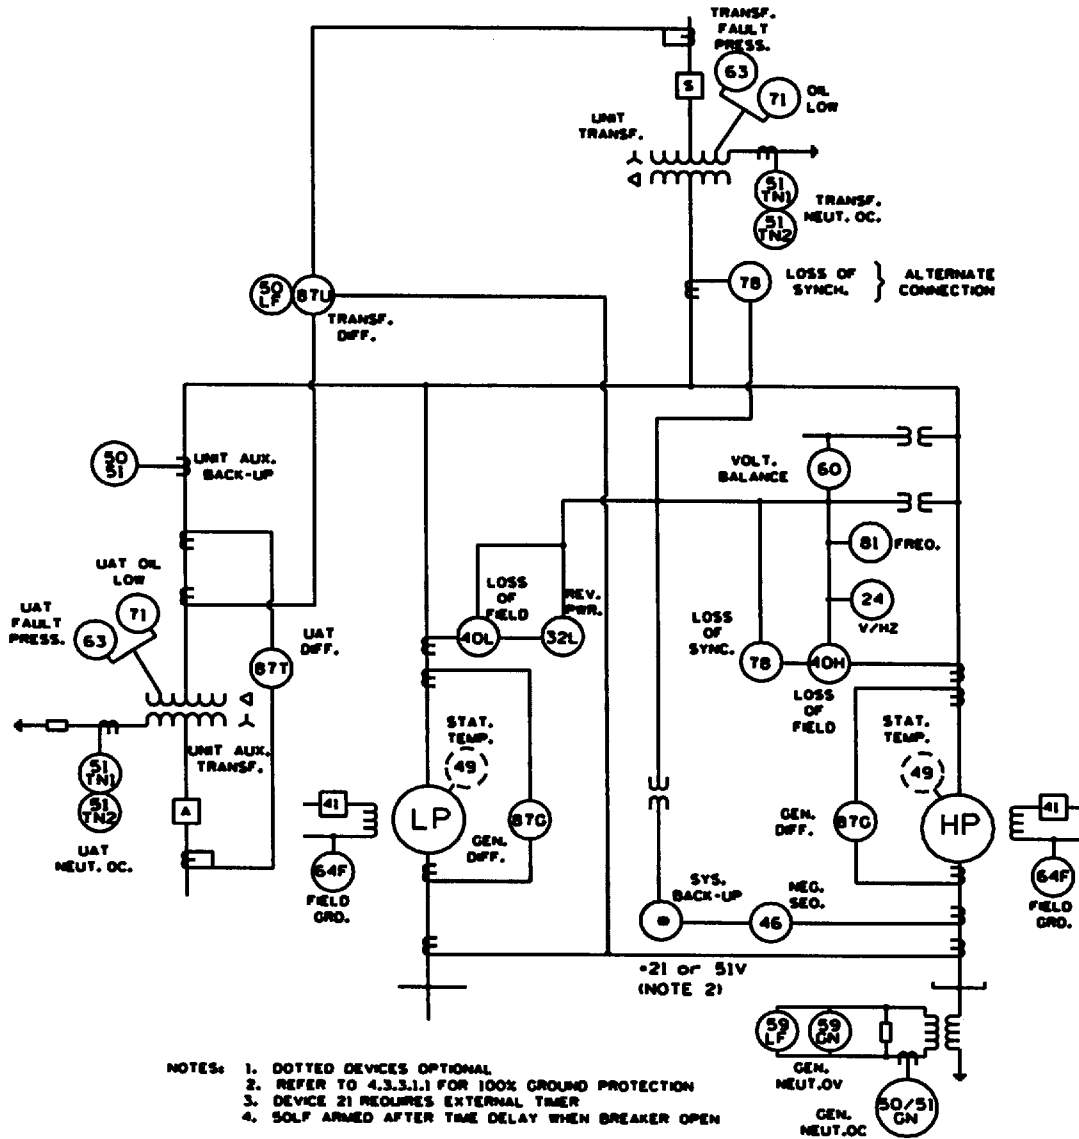 TRANSF.
FAULT
PRESS.
63
71
OIL
LOW
S
UNIT
TRANSF.
51
TN1
51
TN2
TRANSF.
NEUT. OC.
50
LF
87U
TRANSF.
DIFF.
78
LOSS OF
SYNCH.
ALTERNATE
CONNECTION
50
51
UNIT AUX.
BACK-UP
VOLT.
BALANCE
60
81
FREQ.
24
V/HZ
UAT OIL
LOW
71
UAT
FAULT
PRESS.
63
UAT
DIFF.
87T
LOSS
OF
FIELD
40L
REV.
PWR.
32L
LOSS
OF
SYNC.
78
40H
LOSS
OF
FIELD
UNIT AUX.
TRANSF.
51
TN1
51
TN2
UAT
NEUT. OC.
A
STAT.
TEMP.
49
41
LP
87G
GEN.
DIFF.
64F
FIELD
GRD.
STAT.
TEMP.
49
GEN.
DIFF.
87G
HP
41
64F
FIELD
GRD.
SYS.
BACK-UP
*
NEG.
SEQ.
46
*21 or 51V
(NOTE 2)
59
LF
59
GN
GEN.
NEUT.OV
50/51
GN
GEN.
NEUT.OC
NOTES: 1. DOTTED DEVICES OPTIONAL
2. REFER TO 4.3.3.1.1 FOR 100% GROUND PROTECTION
3. DEVICE 21 REQUIRES EXTERNAL TIMER
4. 50LF ARMED AFTER TIME DELAY WHEN BREAKER OPEN